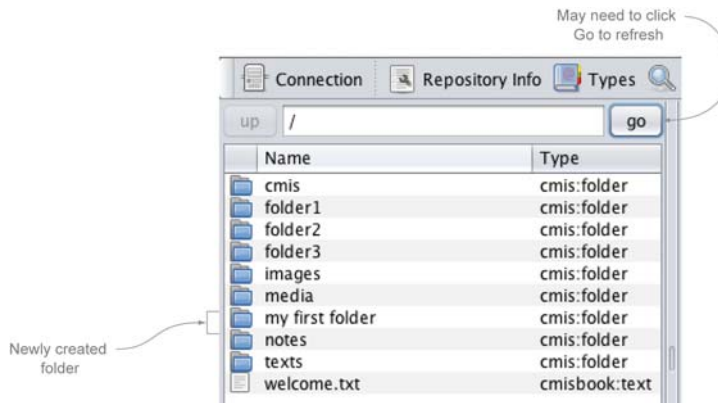 May need to click
Go to refresh
Connection Repository Info Types
up / go
Name Type
cmis cmis:folder
folder1 cmis:folder
folder2 cmis:folder
folder3 cmis:folder
images cmis:folder
media cmis:folder
my first folder cmis:folder
notes cmis:folder
texts cmis:folder
welcome.txt cmisbook:text
Newly created
folder